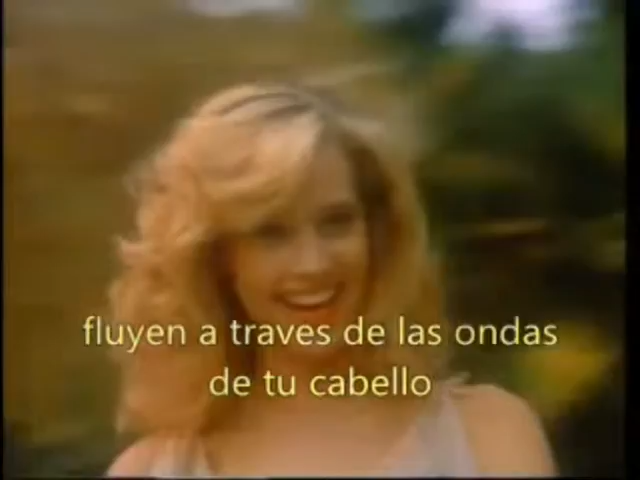 fluyen a traves de las ondas
de tu cabello